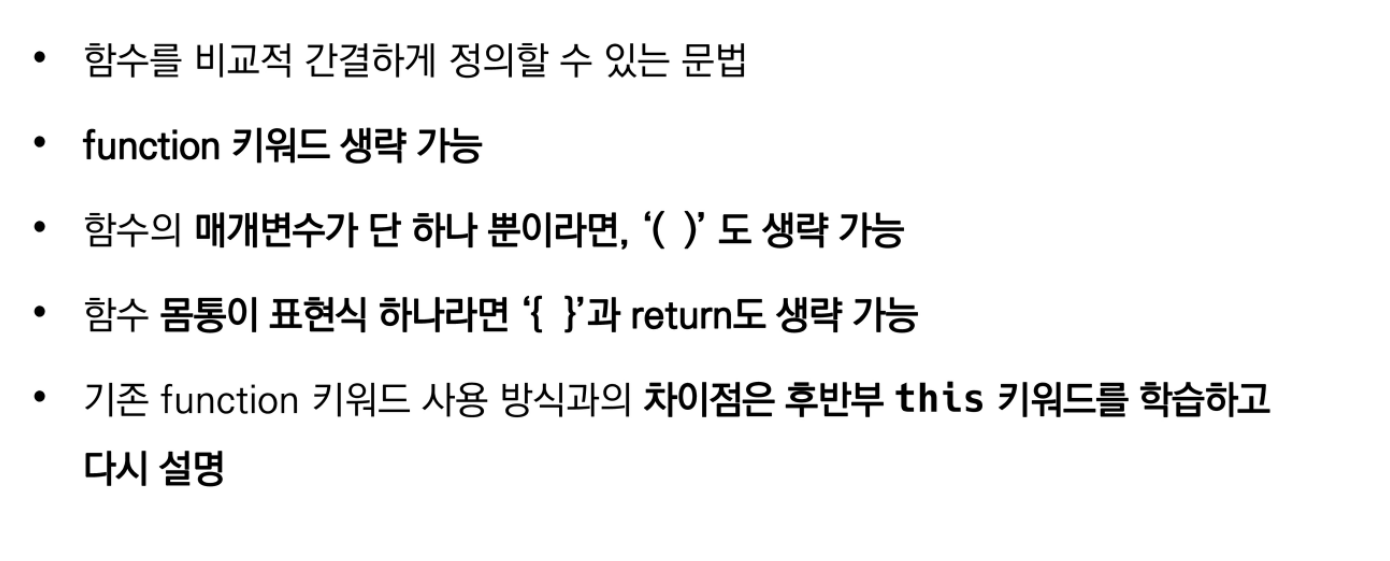 • 함수를 비교적 간결하게 정의할 수 있는 문법
• function 키워드 생략 가능
• 함수의 매개변수가 단 하나 뿐이라면, ‘( )’ 도 생략 가능
• 함수 몸통이 표현식 하나라면 ‘{ }’과 return도 생략 가능
• 기존 function 키워드 사용 방식과의 차이점은 후반부 this 키워드를 학습하고
다시 설명